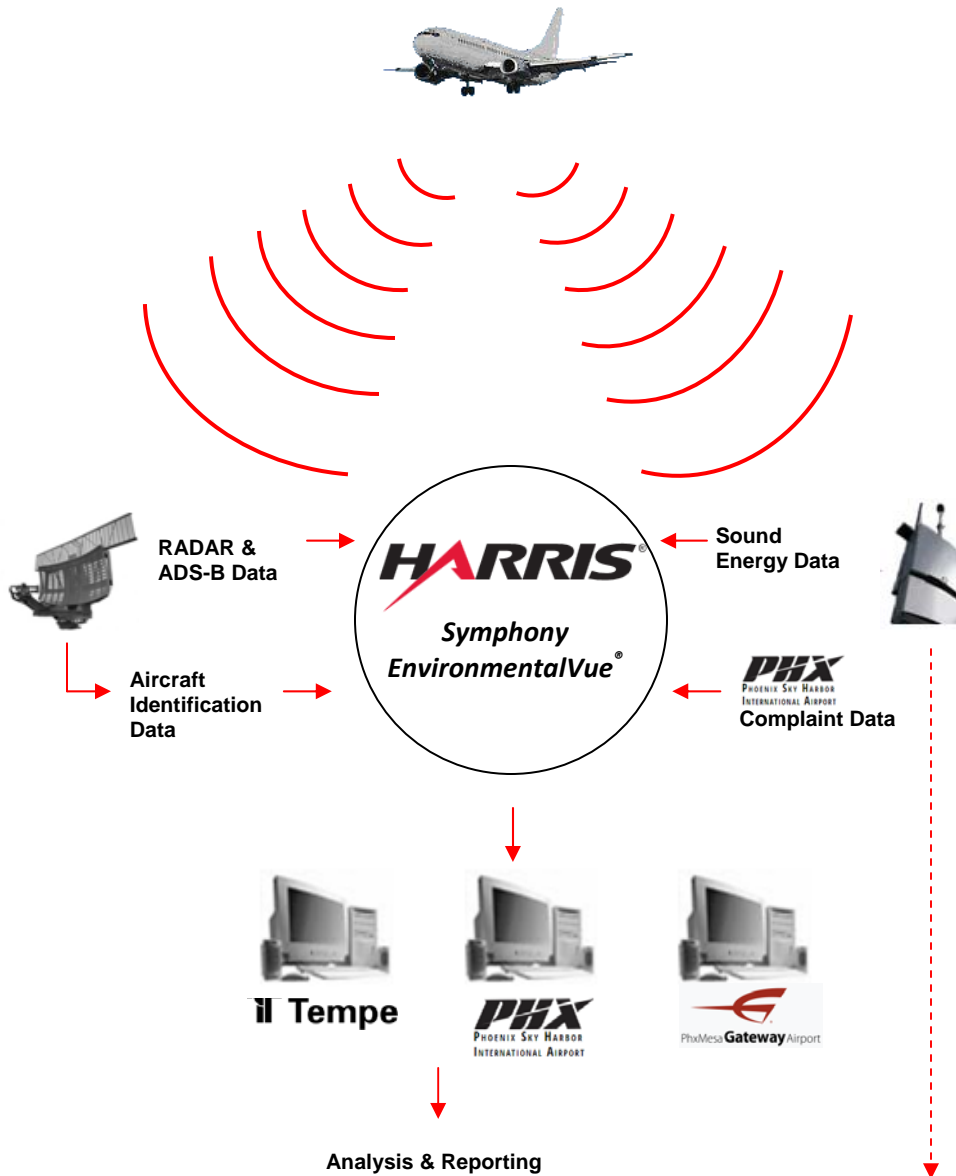 RADAR &
ADS-B Data
Aircraft
Identification
Data
HARRIS®
Symphony
EnvironmentalVue®
Sound
Energy Data
PHX
PHOENIX SKY HARBOR
INTERNATIONAL AIRPORT
Complaint Data
Tempe
PHX
PHOENIX SKY HARBOR
INTERNATIONAL AIRPORT
PhxMesa Gateway Airport
Analysis & Reporting